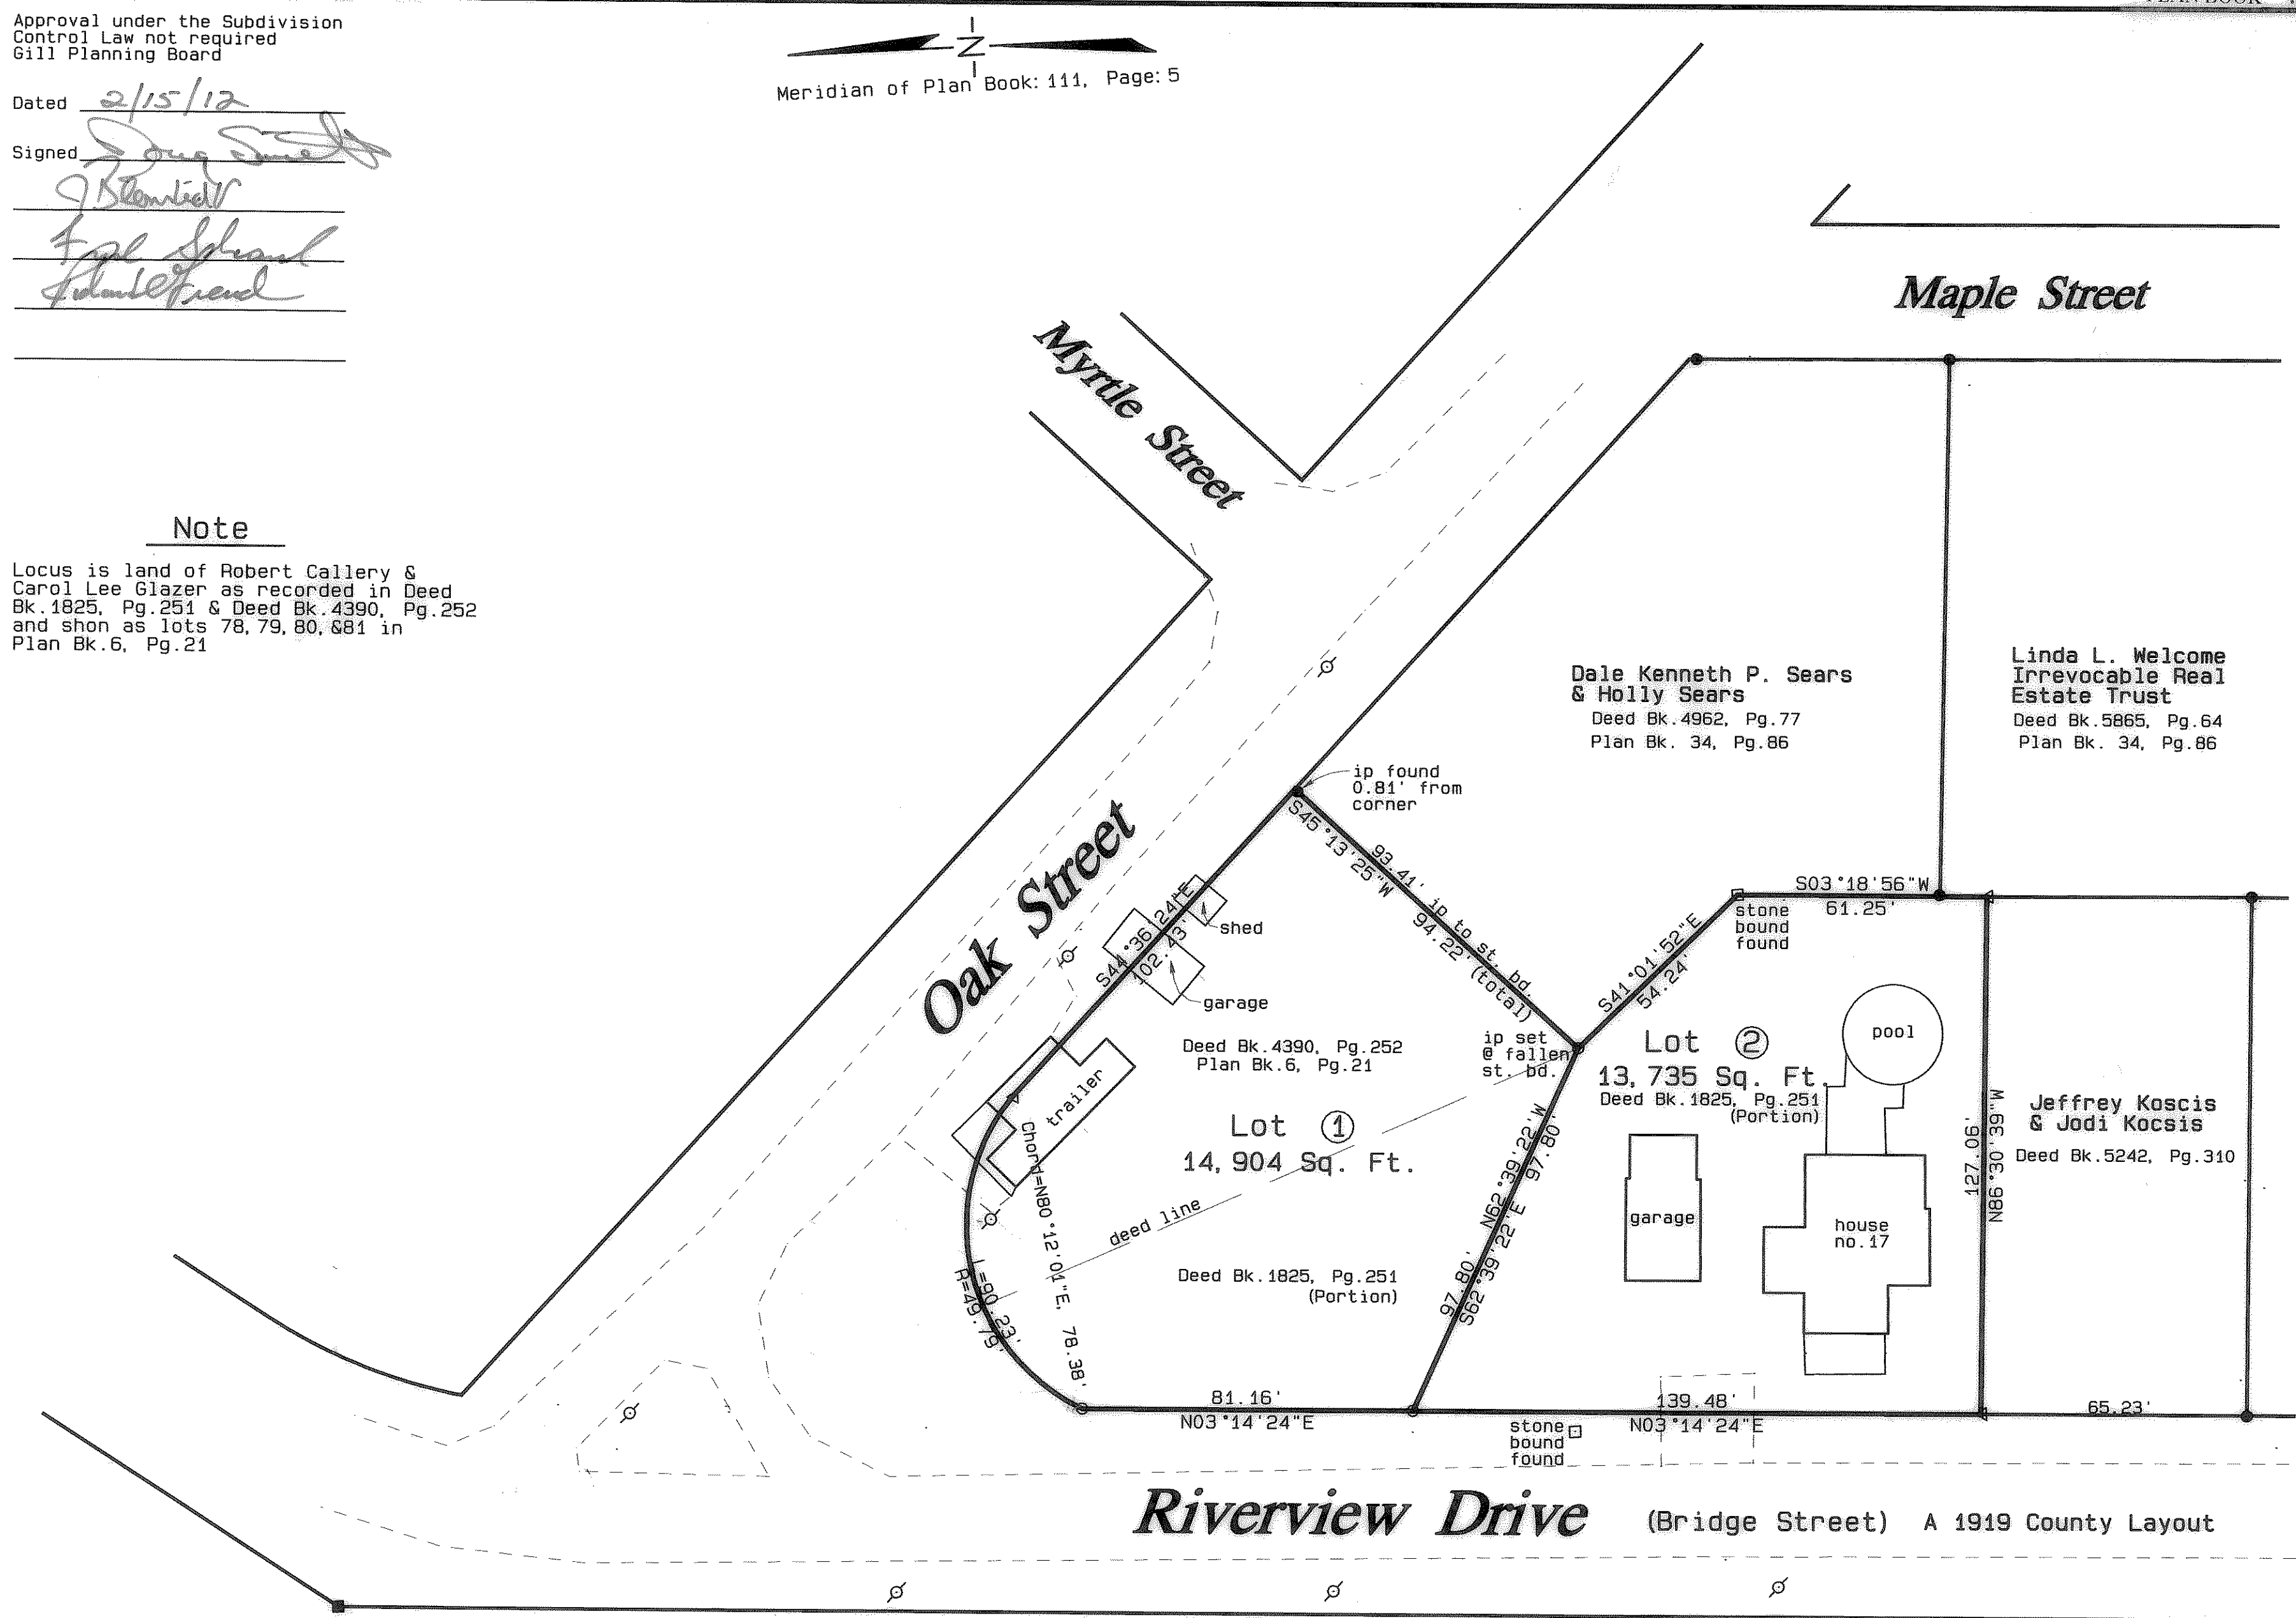 PLAN BOOK
Approval under the Subdivision
Control Law not required
Gill Planning Board
Dated 2/15/12
Signed
N
Meridian of Plan Book: 111, Page: 5
Maple Street
Myrtle Street
Note
Locus is land of Robert Callery &
Carol Lee Glazer as recorded in Deed
Bk.1825, Pg.251 & Deed Bk.4390, Pg.252
and shon as lots 78,79,80,&81 in
Plan Bk.6, Pg.21
Dale Kenneth P. Sears
& Holly Sears
Deed Bk.4962, Pg.77
Plan Bk. 34, Pg.86
Linda L. Welcome
Irrevocable Real
Estate Trust
Deed Bk.5865, Pg.64
Plan Bk. 34, Pg.86
ip found
0.81' from
corner
Oak Street
S45°13'25"W
93.41' ip to st. bd.
94.22' (total)
S03°18'56"W
61.25'
stone
bound
found
S41°01'52"E
54.24'
S44°36'24"E
102.43'
shed
garage
trailer
Deed Bk.4390, Pg.252
Plan Bk.6, Pg.21
ip set
@ fallen
st. bd.
Lot 1
14,904 Sq. Ft.
Lot 2
13,735 Sq. Ft.
Deed Bk.1825, Pg.251
(Portion)
pool
garage
house
no.17
127.06'
N86°30'39"W
Jeffrey Koscis
& Jodi Kocsis
Deed Bk.5242, Pg.310
Chord=N80°12'01"E, 78.38'
L=90.23'
R=49.79'
deed line
Deed Bk.1825, Pg.251
(Portion)
N62°39'22"W
97.80'
97.80'
S62°39'22"E
81.16'
N03°14'24"E
139.48'
N03°14'24"E
65.23'
stone
bound
found
Riverview Drive (Bridge Street) A 1919 County Layout